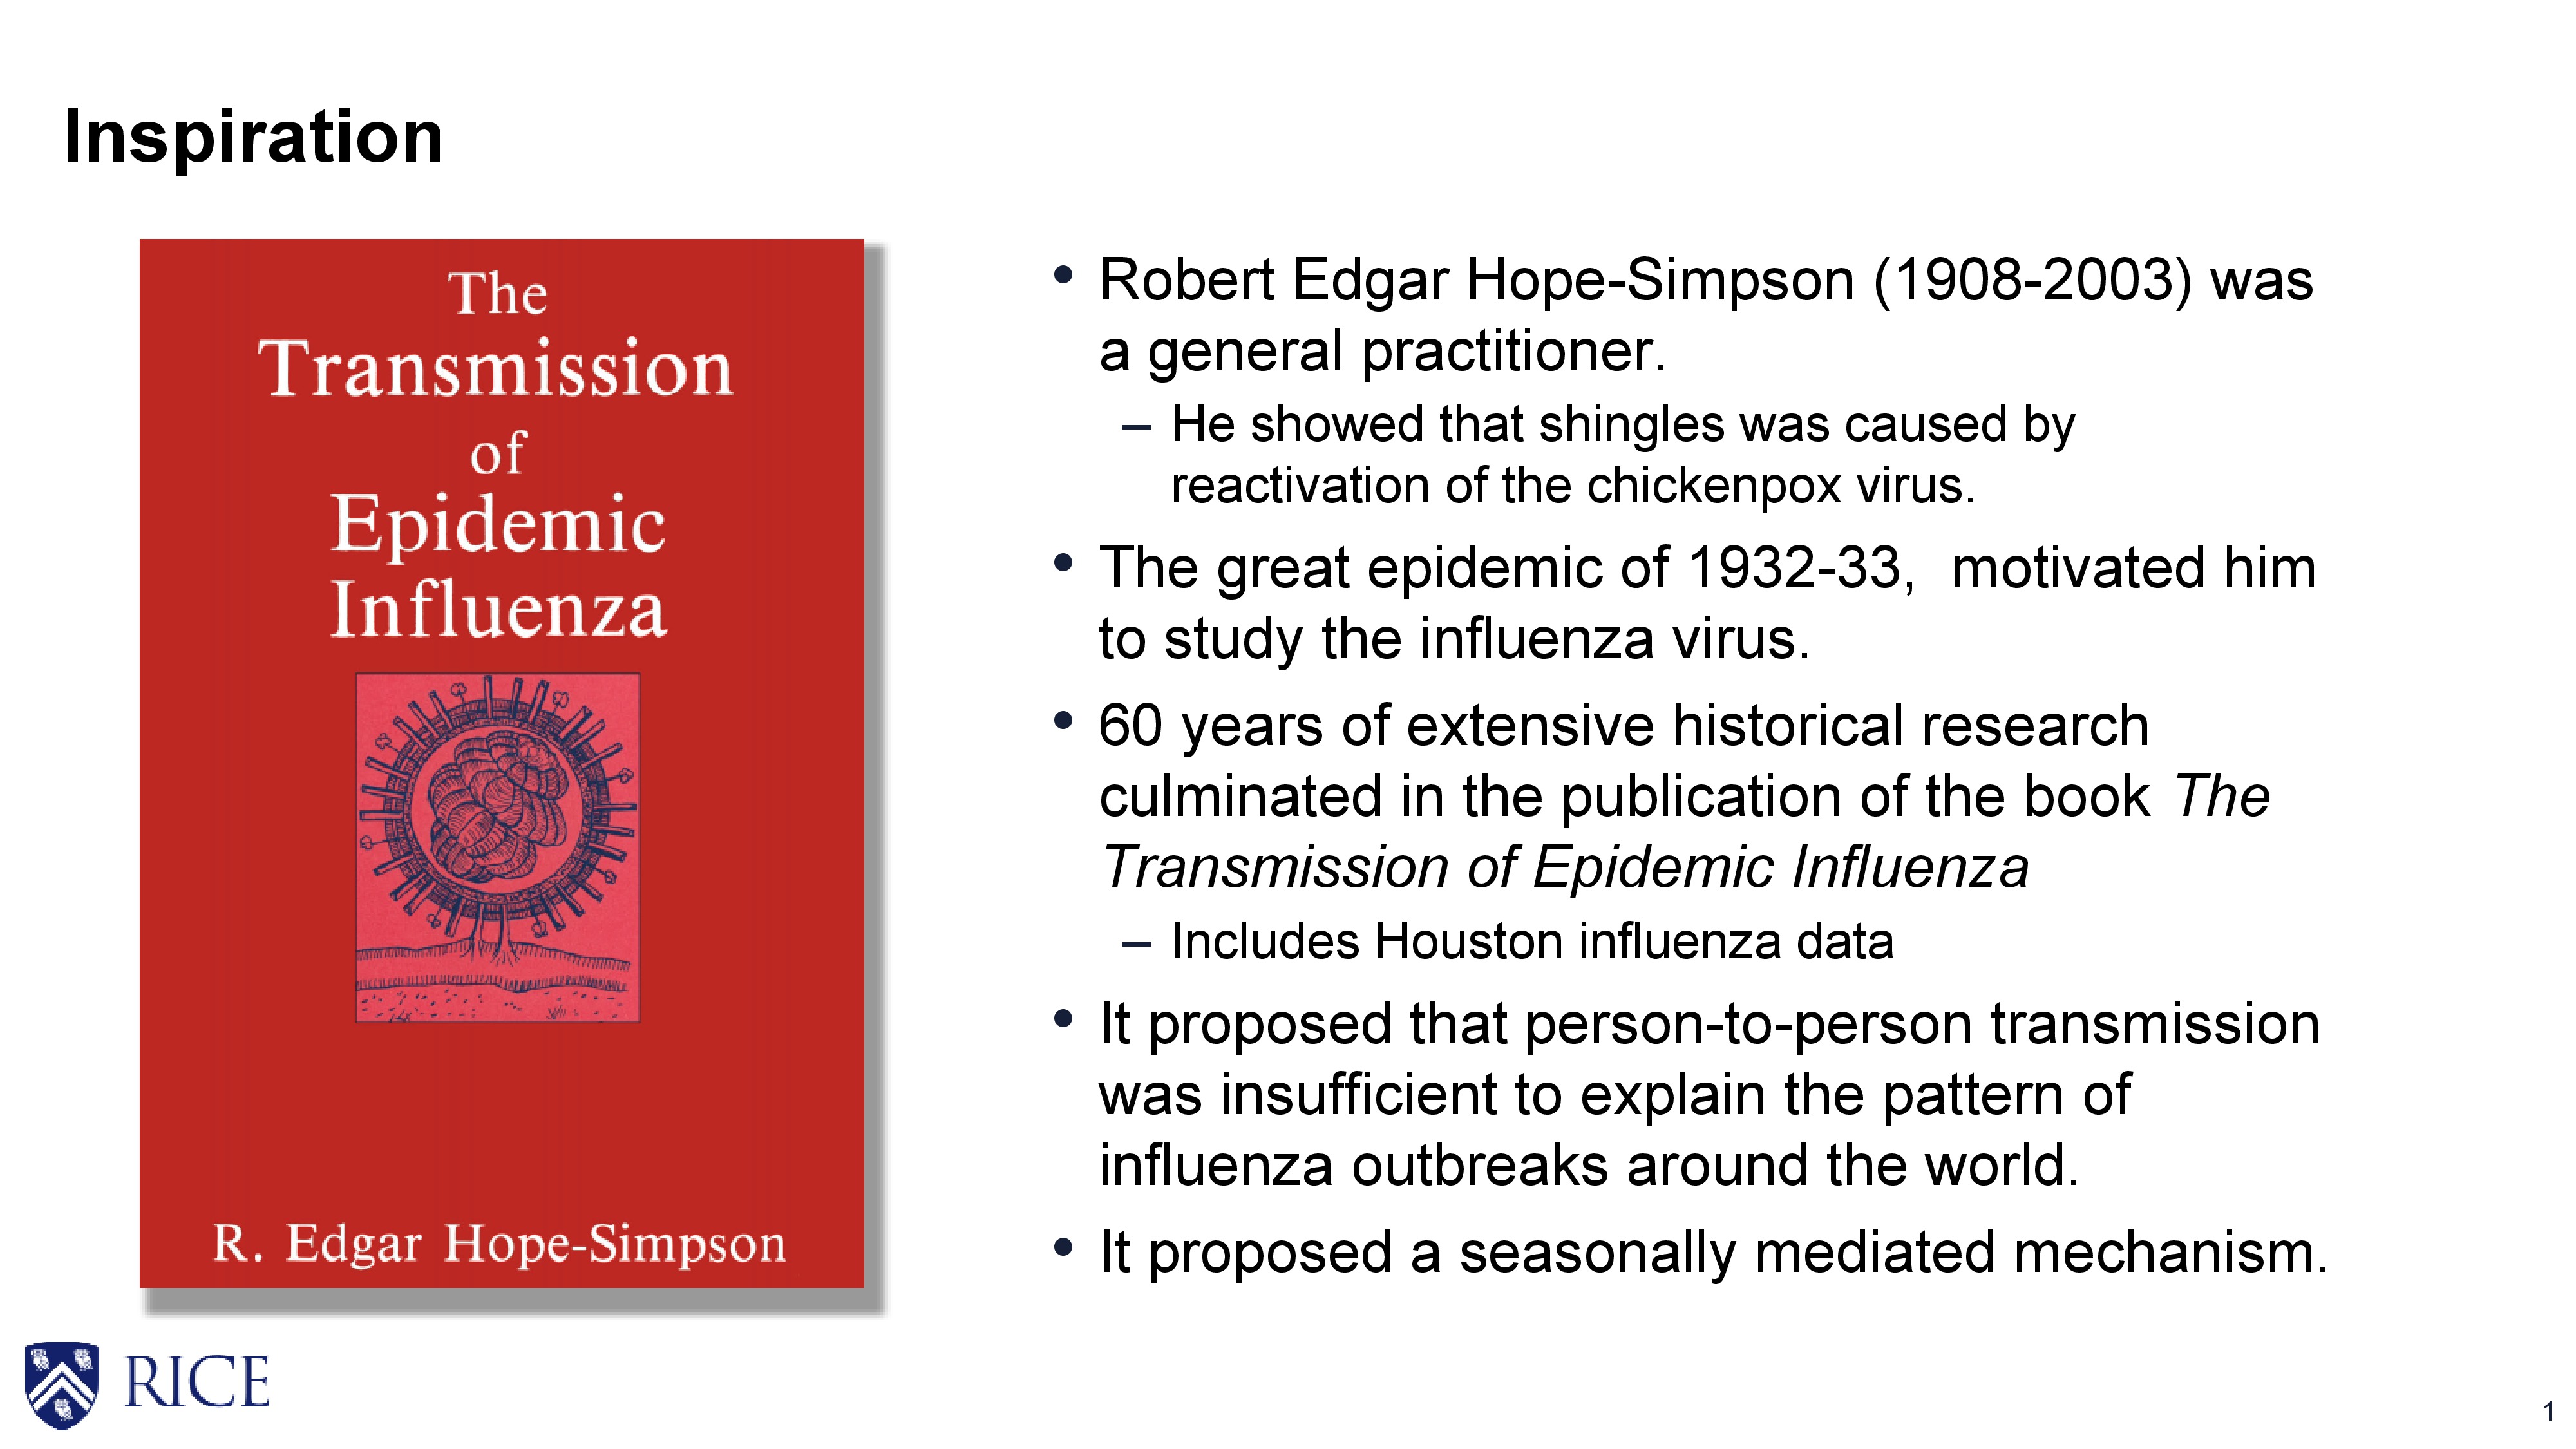 Inspiration
The
Transmission
of
Epidemic
Influenza
R. Edgar Hope-Simpson
• Robert Edgar Hope-Simpson (1908-2003) was
a general practitioner.
– He showed that shingles was caused by
reactivation of the chickenpox virus.
• The great epidemic of 1932-33,  motivated him
to study the influenza virus.
• 60 years of extensive historical research
culminated in the publication of the book The
Transmission of Epidemic Influenza
– Includes Houston influenza data
• It proposed that person-to-person transmission
was insufficient to explain the pattern of
influenza outbreaks around the world.
• It proposed a seasonally mediated mechanism.
RICE
1